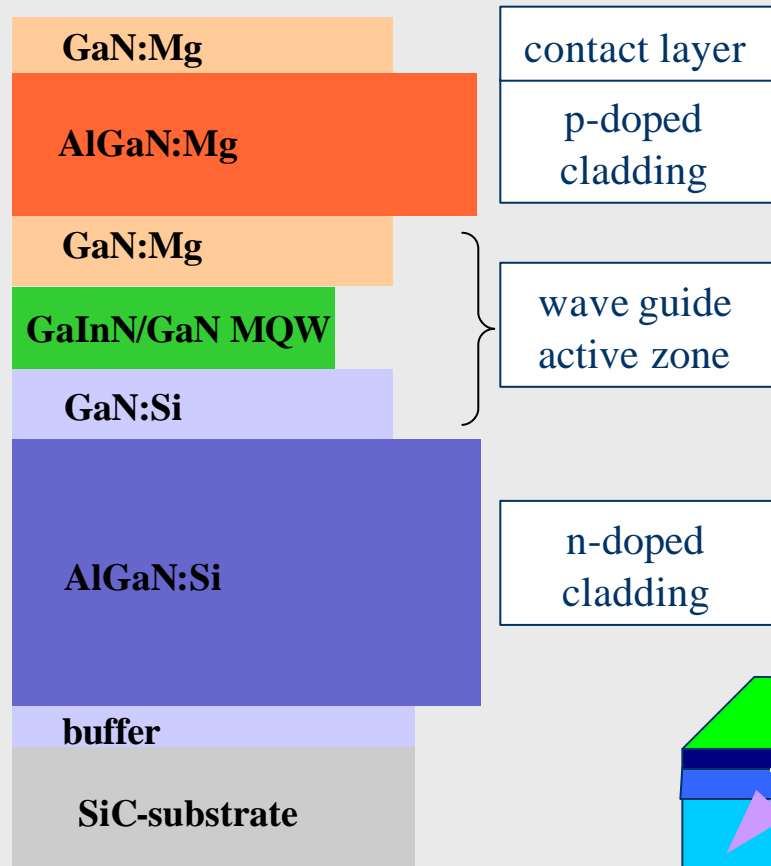 GaN:Mg
contact layer
AlGaN:Mg
p-doped
cladding
GaN:Mg
GaInN/GaN MQW
wave guide
active zone
GaN:Si
AlGaN:Si
n-doped
cladding
buffer
SiC-substrate